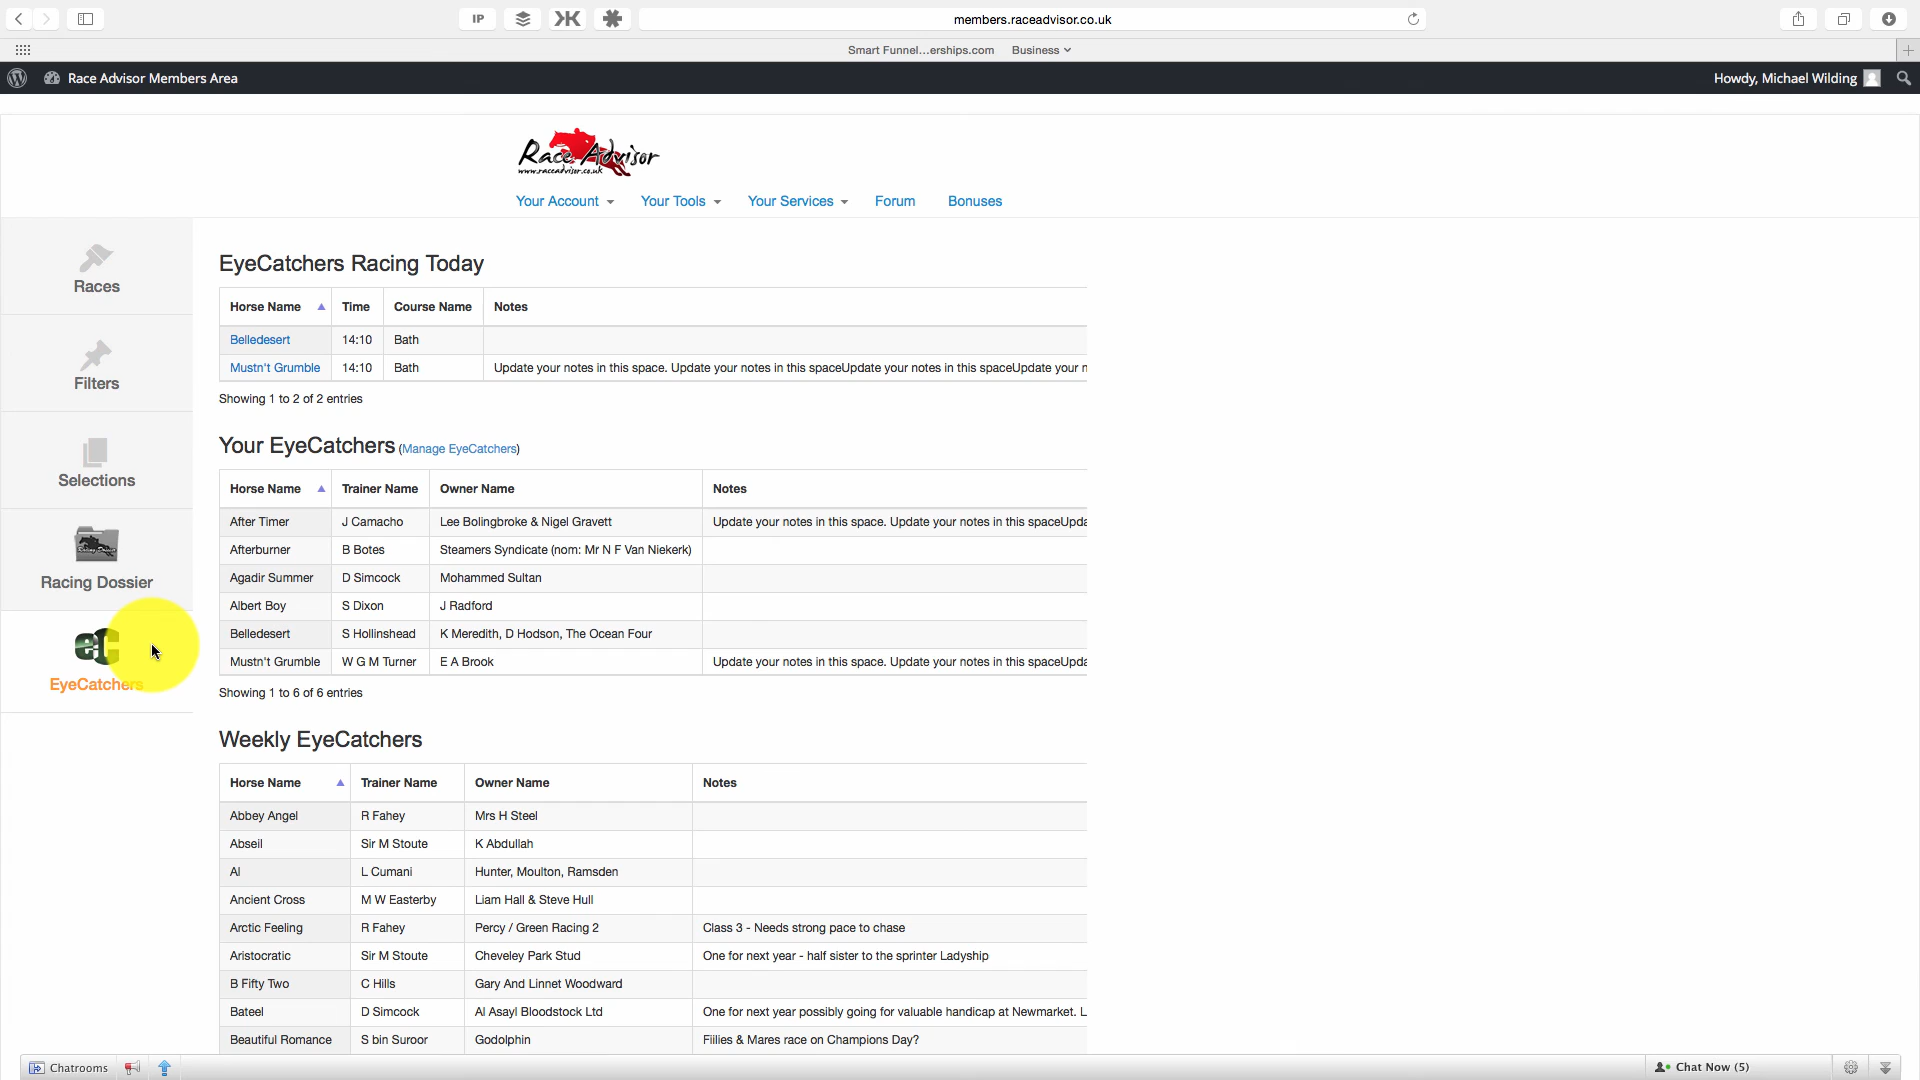 IP
members.raceadvisor.co.uk
Smart Funnel...erships.com Business
Race Advisor Members Area
Howdy, Michael Wilding
Race Advisor
www.raceadvisor.co.uk
Your Account Your Tools Your Services Forum Bonuses
Races
Filters
Selections
Racing Dossier
Racing Dossier
eC
EyeCatchers
EyeCatchers Racing Today
Horse Name Time Course Name Notes
Belledesert 14:10 Bath
Mustn't Grumble 14:10 Bath Update your notes in this space. Update your notes in this spaceUpdate your notes in this spaceUpdate your n
Showing 1 to 2 of 2 entries
Your EyeCatchers (Manage EyeCatchers)
Horse Name Trainer Name Owner Name Notes
After Timer J Camacho Lee Bolingbroke & Nigel Gravett Update your notes in this space. Update your notes in this spaceUpda
Afterburner B Botes Steamers Syndicate (nom: Mr N F Van Niekerk)
Agadir Summer D Simcock Mohammed Sultan
Albert Boy S Dixon J Radford
Belledesert S Hollinshead K Meredith, D Hodson, The Ocean Four
Mustn't Grumble W G M Turner E A Brook Update your notes in this space. Update your notes in this spaceUpda
Showing 1 to 6 of 6 entries
Weekly EyeCatchers
Horse Name Trainer Name Owner Name Notes
Abbey Angel R Fahey Mrs H Steel
Abseil Sir M Stoute K Abdullah
Al L Cumani Hunter, Moulton, Ramsden
Ancient Cross M W Easterby Liam Hall & Steve Hull
Arctic Feeling R Fahey Percy / Green Racing 2 Class 3 - Needs strong pace to chase
Aristocratic Sir M Stoute Cheveley Park Stud One for next year - half sister to the sprinter Ladyship
B Fifty Two C Hills Gary And Linnet Woodward
Bateel D Simcock Al Asayl Bloodstock Ltd One for next year possibly going for valuable handicap at Newmarket. L
Beautiful Romance S bin Suroor Godolphin Fillies & Mares race on Champions Day?
Chatrooms
Chat Now (5)